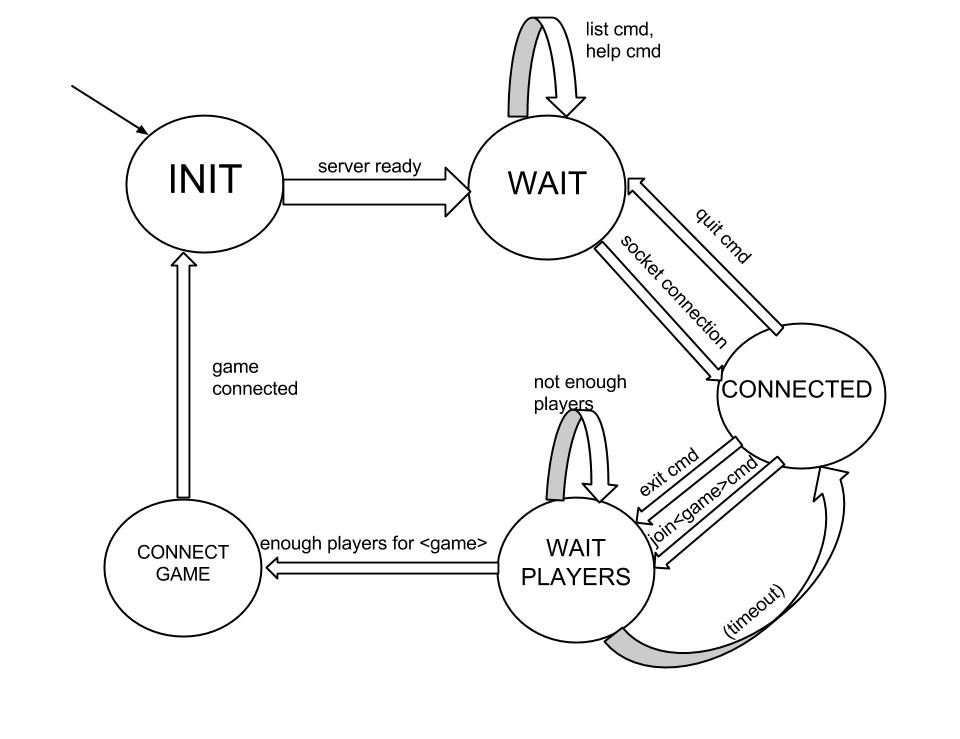 list cmd,
help cmd
INIT
server ready
WAIT
quit cmd
socket connection
game
connected
not enough
players
CONNECTED
exit cmd
join<game>cmd
CONNECT
GAME
enough players for <game>
WAIT
PLAYERS
(timeout)